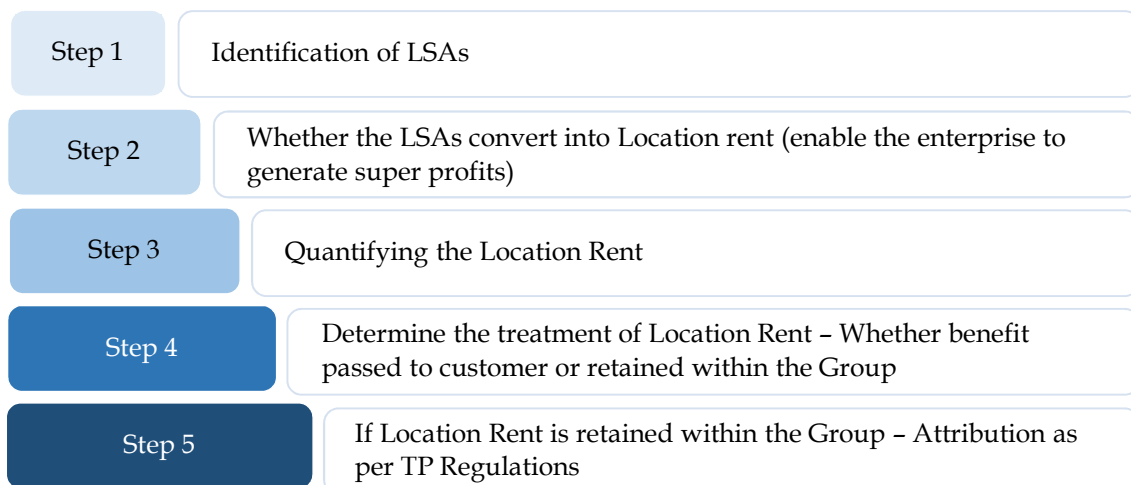 Step 1
Identification of LSAs
Step 2
Whether the LSAs convert into Location rent (enable the enterprise to
generate super profits)
Step 3
Quantifying the Location Rent
Step 4
Determine the treatment of Location Rent – Whether benefit
passed to customer or retained within the Group
Step 5
If Location Rent is retained within the Group – Attribution as
per TP Regulations